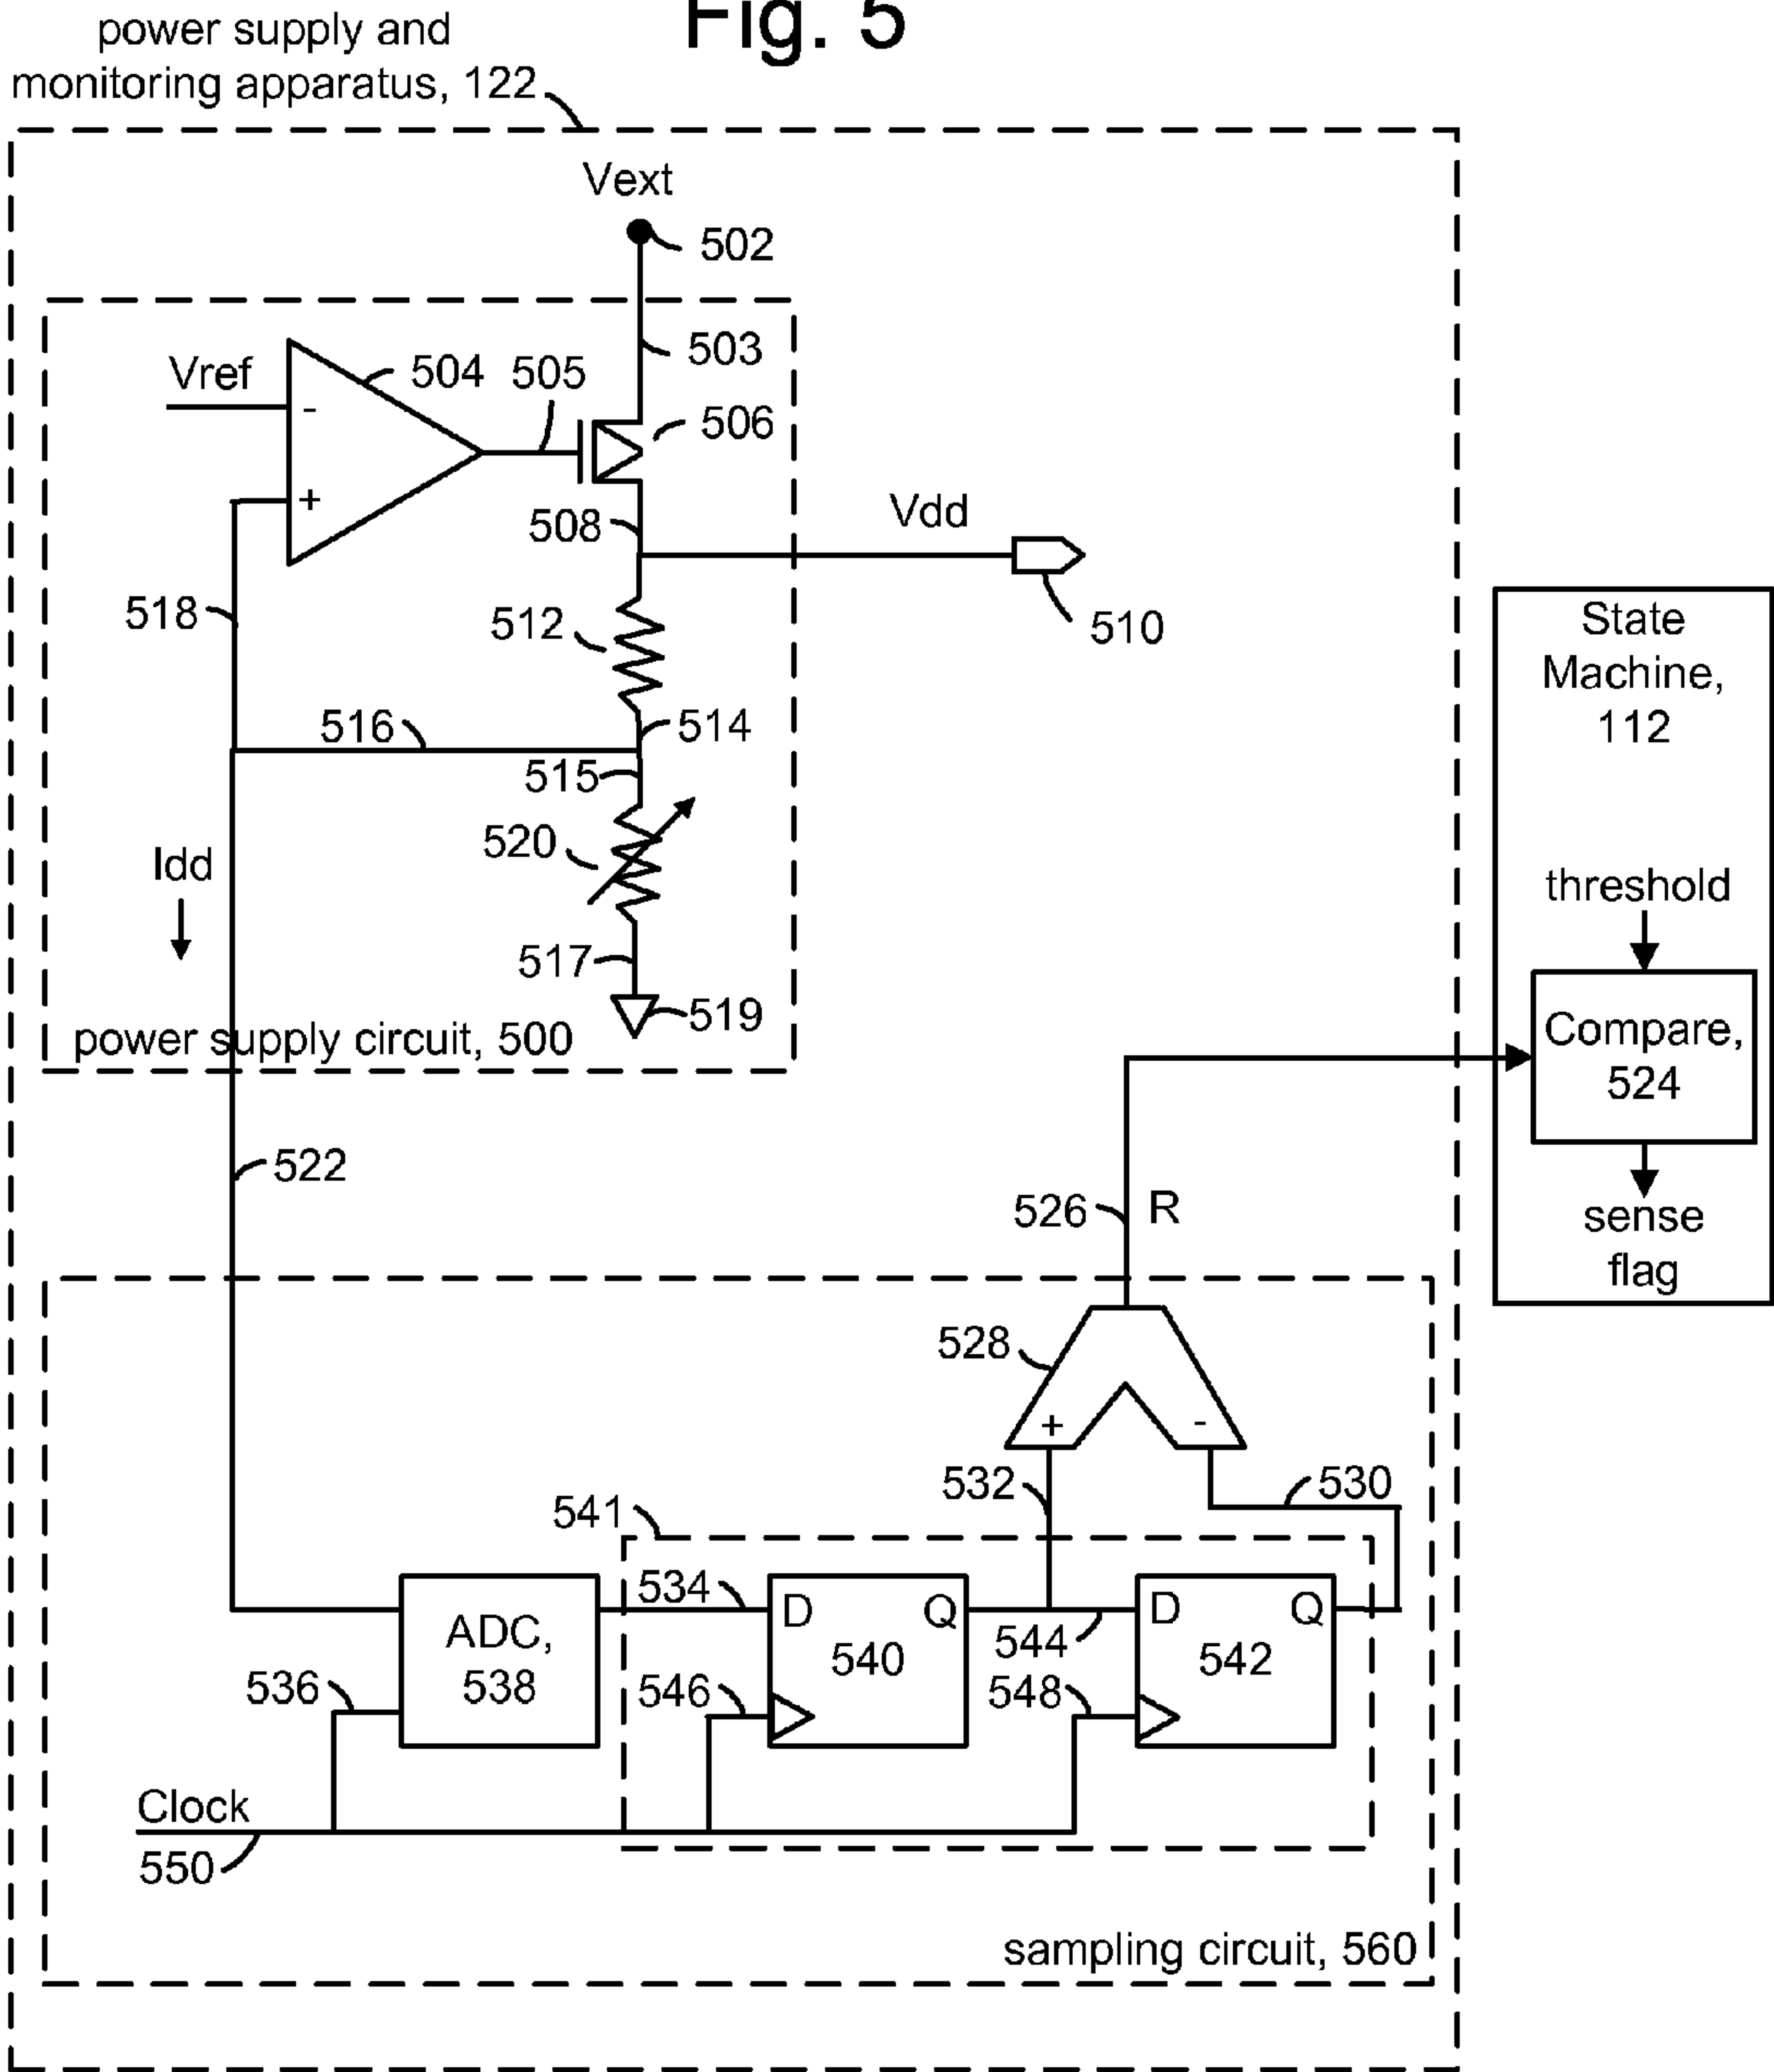 Fig. 5
power supply and
monitoring apparatus, 122
Vext
502
503
Vref
504
505
-
+
506
508
Vdd
510
518
512
516
514
515
520
Idd
517
519
power supply circuit, 500
State
Machine,
112
threshold
Compare,
524
sense
flag
522
526
R
528
+
-
532
530
541
534
D
Q
540
544
D
Q
542
ADC,
538
536
546
548
Clock
550
sampling circuit, 560